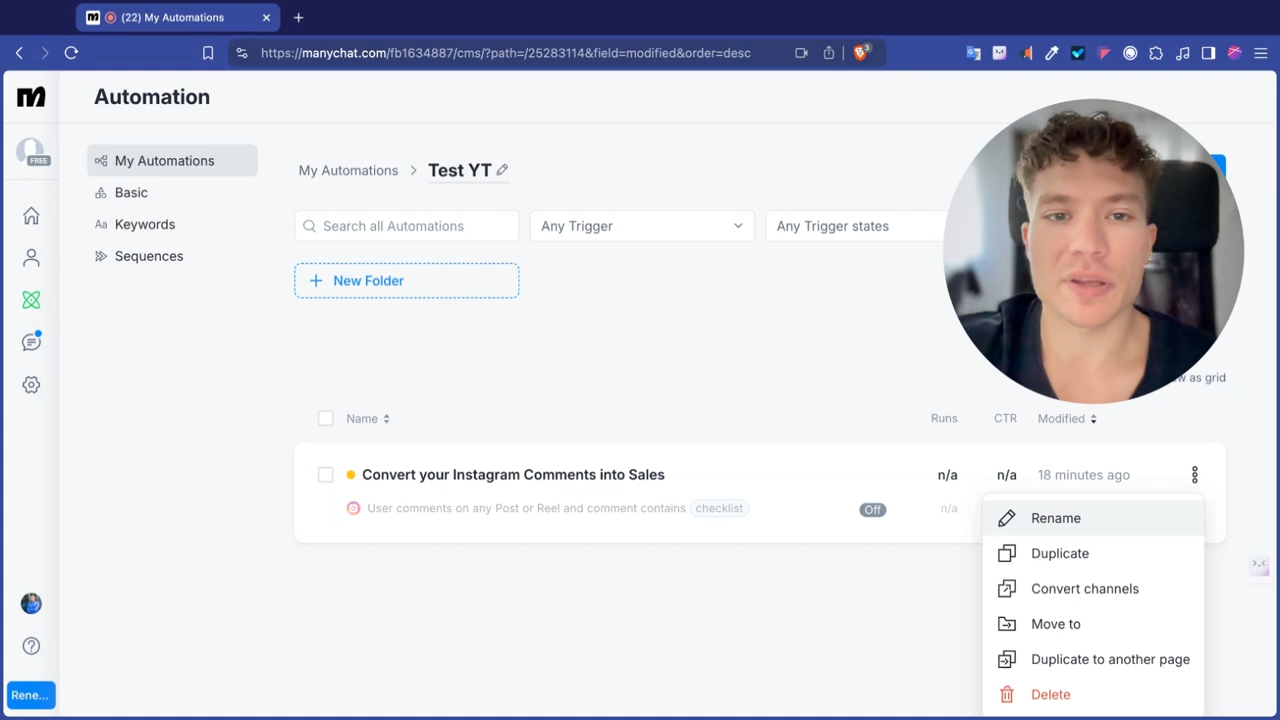 (22) My Automations
https://manychat.com/fb1634887/cms/?path=/25283114&field=modified&order=desc
3
Automation
FREE
My Automations
Basic
Aa Keywords
Sequences
My Automations > Test YT
Search all Automations
Any Trigger
Any Trigger states
+ New Folder
w as grid
Name
Runs
CTR
Modified
Convert your Instagram Comments into Sales
n/a
n/a
18 minutes ago
User comments on any Post or Reel and comment contains checklist
Off
n/a
Rename
Duplicate
Convert channels
Move to
Duplicate to another page
Delete
Rene...